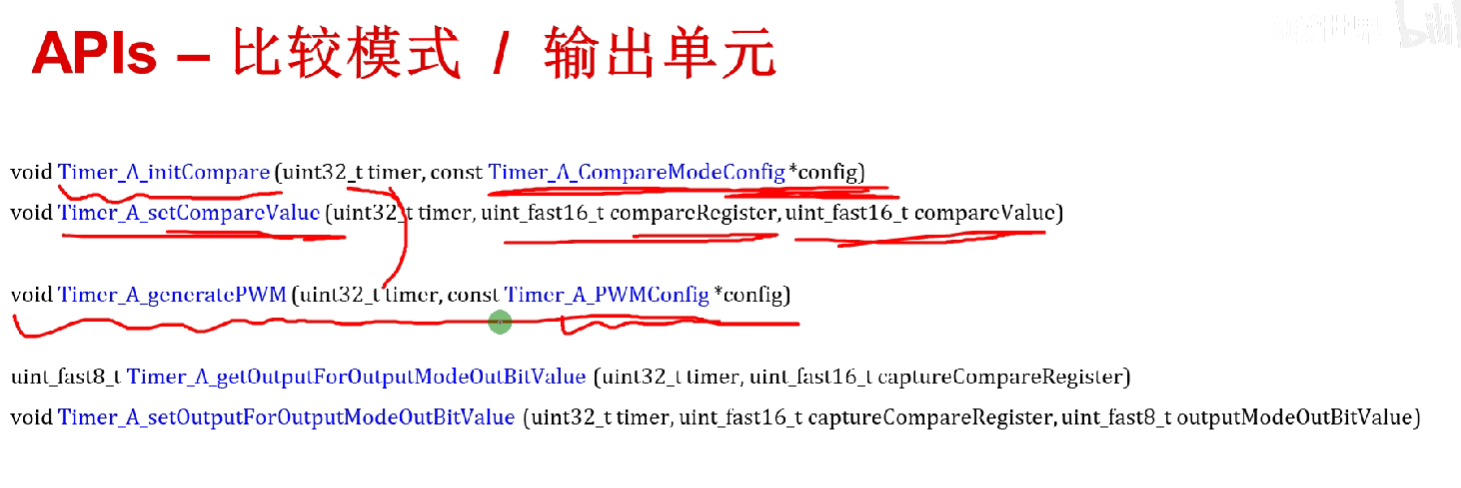 APIs – 比较模式 / 输出单元
void Timer_A_initCompare (uint32_t timer, const Timer_A_CompareModeConfig *config)
void Timer_A_setCompareValue (uint32_t timer, uint_fast16_t compareRegister, uint_fast16_t compareValue)
void Timer_A_generatePWM (uint32_t timer, const Timer_A_PWMConfig *config)
uint_fast8_t Timer_A_getOutputForOutputModeOutBitValue (uint32_t timer, uint_fast16_t captureCompareRegister)
void Timer_A_setOutputForOutputModeOutBitValue (uint32_t timer, uint_fast16_t captureCompareRegister, uint_fast8_t outputModeOutBitValue)